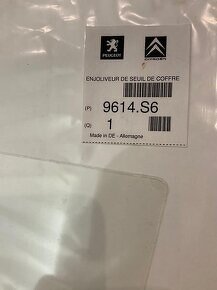 PEUGEOT CITROËN
ENJOLIVEUR DE SEUIL DE COFFRE
(P) 9614.S6
(Q) 1
Made in DE - Allemagne